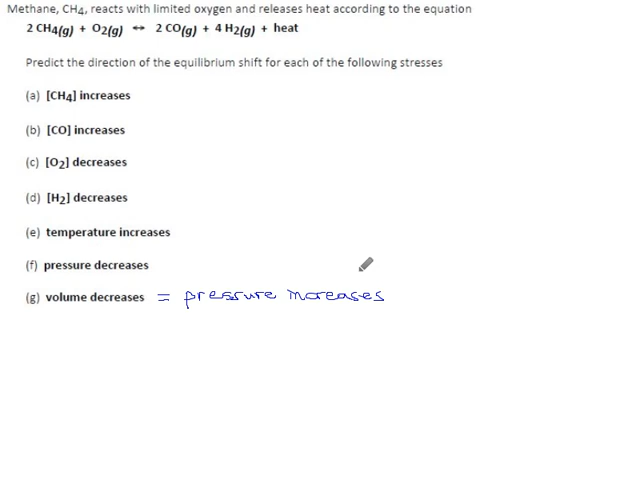 Methane, CH4, reacts with limited oxygen and releases heat according to the equation
2 CH4(g) + O2(g) ↔ 2 CO(g) + 4 H2(g) + heat
Predict the direction of the equilibrium shift for each of the following stresses
(a) [CH4] increases
(b) [CO] increases
(c) [O2] decreases
(d) [H2] decreases
(e) temperature increases
(f) pressure decreases
(g) volume decreases = pressure increases